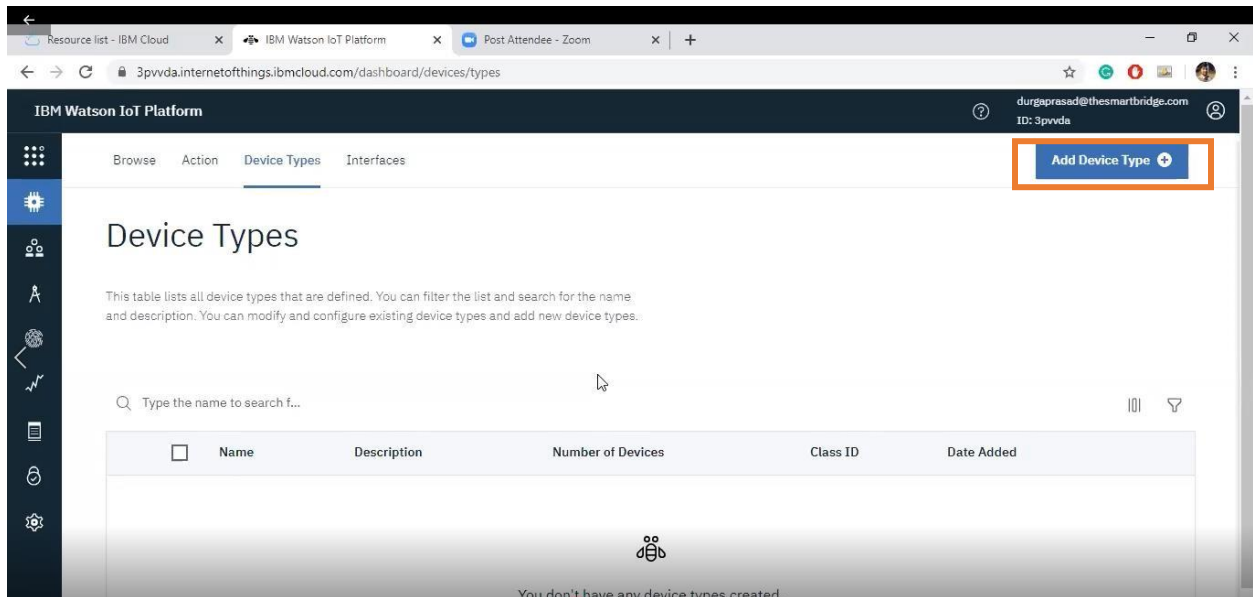 Resource list - IBM Cloud
IBM Watson IoT Platform
Post Attendee - Zoom
3pvvda.internetofthings.ibmcloud.com/dashboard/devices/types
IBM Watson IoT Platform
durgaprasad@thesmartbridge.com
ID: 3pvvda
Browse Action Device Types Interfaces
Add Device Type
Device Types
This table lists all device types that are defined. You can filter the list and search for the name
and description. You can modify and configure existing device types and add new device types.
Type the name to search f...
Name Description Number of Devices Class ID Date Added
You don't have any device types created